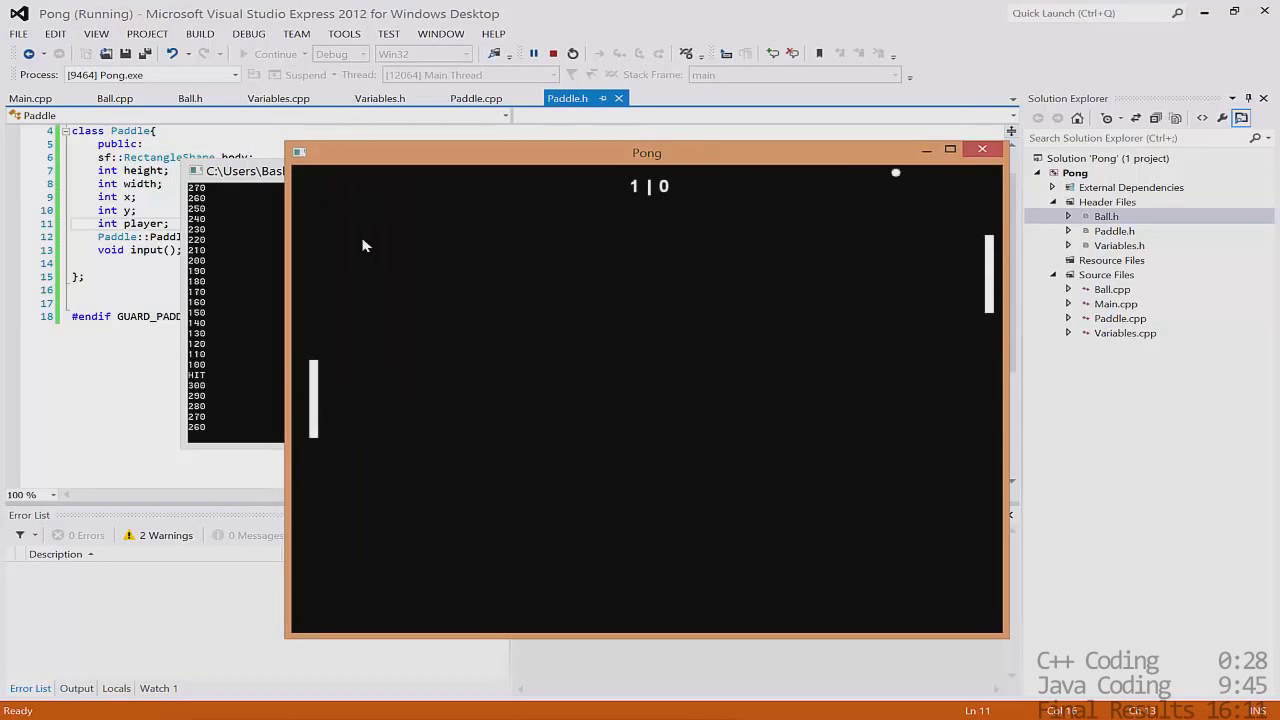 Pong (Running) - Microsoft Visual Studio Express 2012 for Windows Desktop
Quick Launch (Ctrl+Q)
FILE EDIT VIEW PROJECT BUILD DEBUG TEAM TOOLS TEST WINDOW HELP
Continue Debug Win32
Process: [9464] Pong.exe Suspend Thread: [12064] Main Thread Stack Frame: main
Main.cpp Ball.cpp Ball.h Variables.cpp Variables.h Paddle.cpp Paddle.h
Paddle
4 class Paddle{
5 public:
6 sf::RectangleShape body;
7 int height;
8 int width;
9 int x;
10 int y;
11 int player;
12 Paddle::Paddl
13 void input();
14
15 };
16
17
18 #endif GUARD_PADD
100 %
C:\Users\Bas
270
260
250
240
230
220
210
200
190
180
170
160
150
140
130
120
110
100
HIT
300
290
280
270
260
Pong
1 | 0
Solution Explorer
Search Solution Explorer (Ctrl+;)
Solution 'Pong' (1 project)
Pong
External Dependencies
Header Files
Ball.h
Paddle.h
Variables.h
Resource Files
Source Files
Ball.cpp
Main.cpp
Paddle.cpp
Variables.cpp
Error List
0 Errors 2 Warnings 0 Messages
Description
Error List Output Locals Watch 1
C++ Coding 0:28
Java Coding 9:45
Final Results 16:11
Ready Ln 11 Col 16 Ch 13 INS